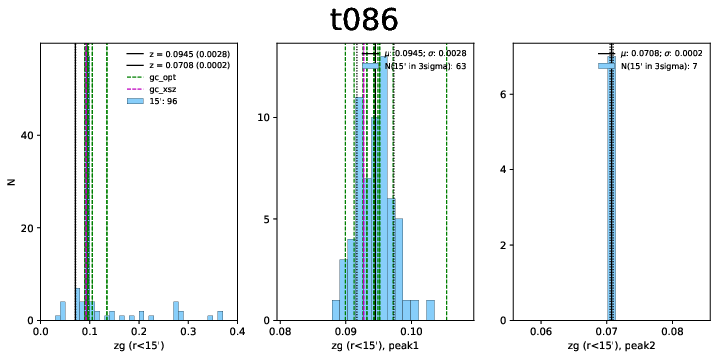 t086
z = 0.0945 (0.0028)
z = 0.0708 (0.0002)
gc_opt
gc_xsz
15': 96
N
40
20
0
0.0 0.1 0.2 0.3 0.4
zg (r<15')
μ: 0.0945; σ: 0.0028
N(15' in 3sigma): 63
10
5
0
0.08 0.09 0.10
zg (r<15'), peak1
μ: 0.0708; σ: 0.0002
N(15' in 3sigma): 7
6
4
2
0
0.06 0.07 0.08
zg (r<15'), peak2